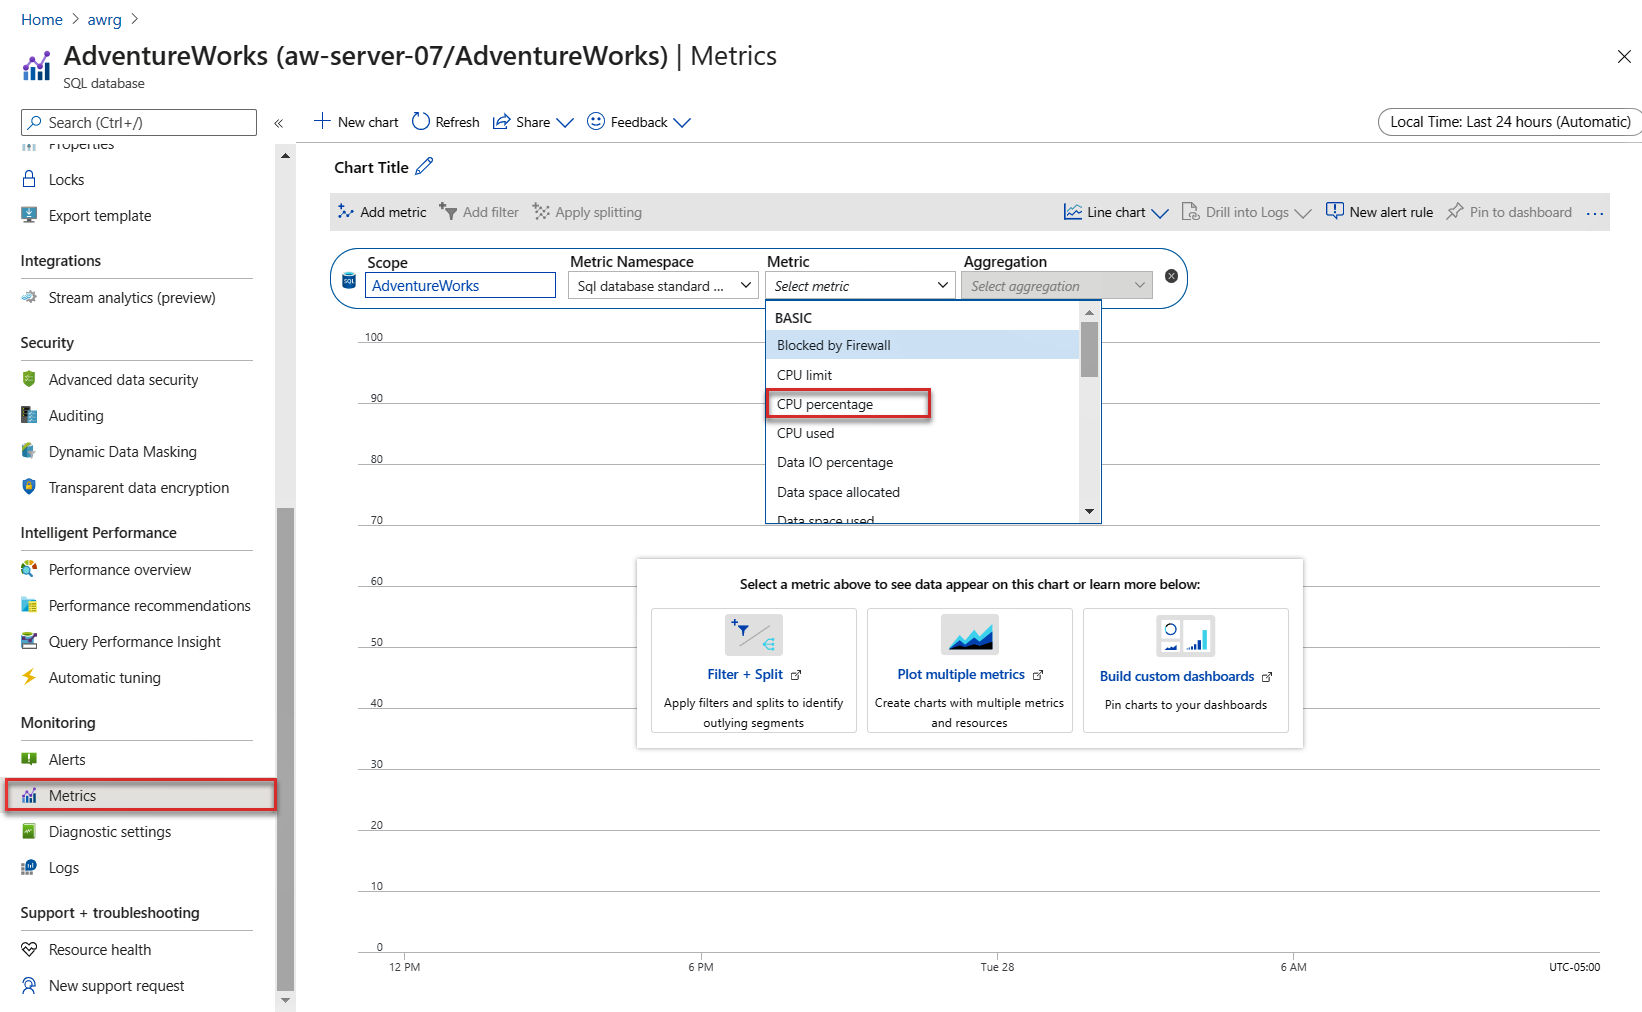 Home > awrg >
AdventureWorks (aw-server-07/AdventureWorks) | Metrics
SQL database
Search (Ctrl+/)
«
New chart
Refresh
Share
Feedback
Local Time: Last 24 hours (Automatic)
Properties
Locks
Export template
Integrations
Stream analytics (preview)
Security
Advanced data security
Auditing
Dynamic Data Masking
Transparent data encryption
Intelligent Performance
Performance overview
Performance recommendations
Query Performance Insight
Automatic tuning
Monitoring
Alerts
Metrics
Diagnostic settings
Logs
Support + troubleshooting
Resource health
New support request
Chart Title
Add metric
Add filter
Apply splitting
Line chart
Drill into Logs
New alert rule
Pin to dashboard
...
Scope
SQL
AdventureWorks
Metric Namespace
Sql database standard ...
Metric
Select metric
Aggregation
Select aggregation
BASIC
Blocked by Firewall
CPU limit
CPU percentage
CPU used
Data IO percentage
Data space allocated
Data space used
100
90
80
70
60
50
40
30
20
10
0
Select a metric above to see data appear on this chart or learn more below:
Filter + Split
Apply filters and splits to identify
outlying segments
Plot multiple metrics
Create charts with multiple metrics
and resources
Build custom dashboards
Pin charts to your dashboards
12 PM
6 PM
Tue 28
6 AM
UTC-05:00